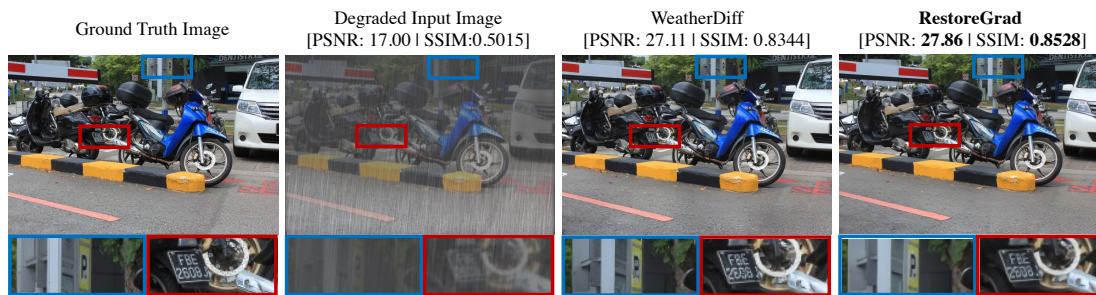 Ground Truth Image
Degraded Input Image
[PSNR: 17.00 | SSIM:0.5015]
WeatherDiff
[PSNR: 27.11 | SSIM: 0.8344]
RestoreGrad
[PSNR: 27.86 | SSIM: 0.8528]
DENTISTRY
FBE
2608
FBE
2608
FBE
2608